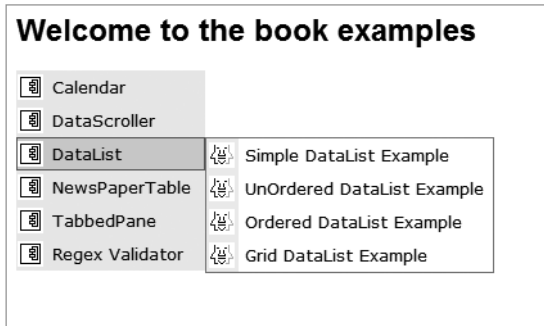 Welcome to the book examples
Calendar
DataScroller
DataList
NewsPaperTable
TabbedPane
Regex Validator
Simple DataList Example
UnOrdered DataList Example
Ordered DataList Example
Grid DataList Example